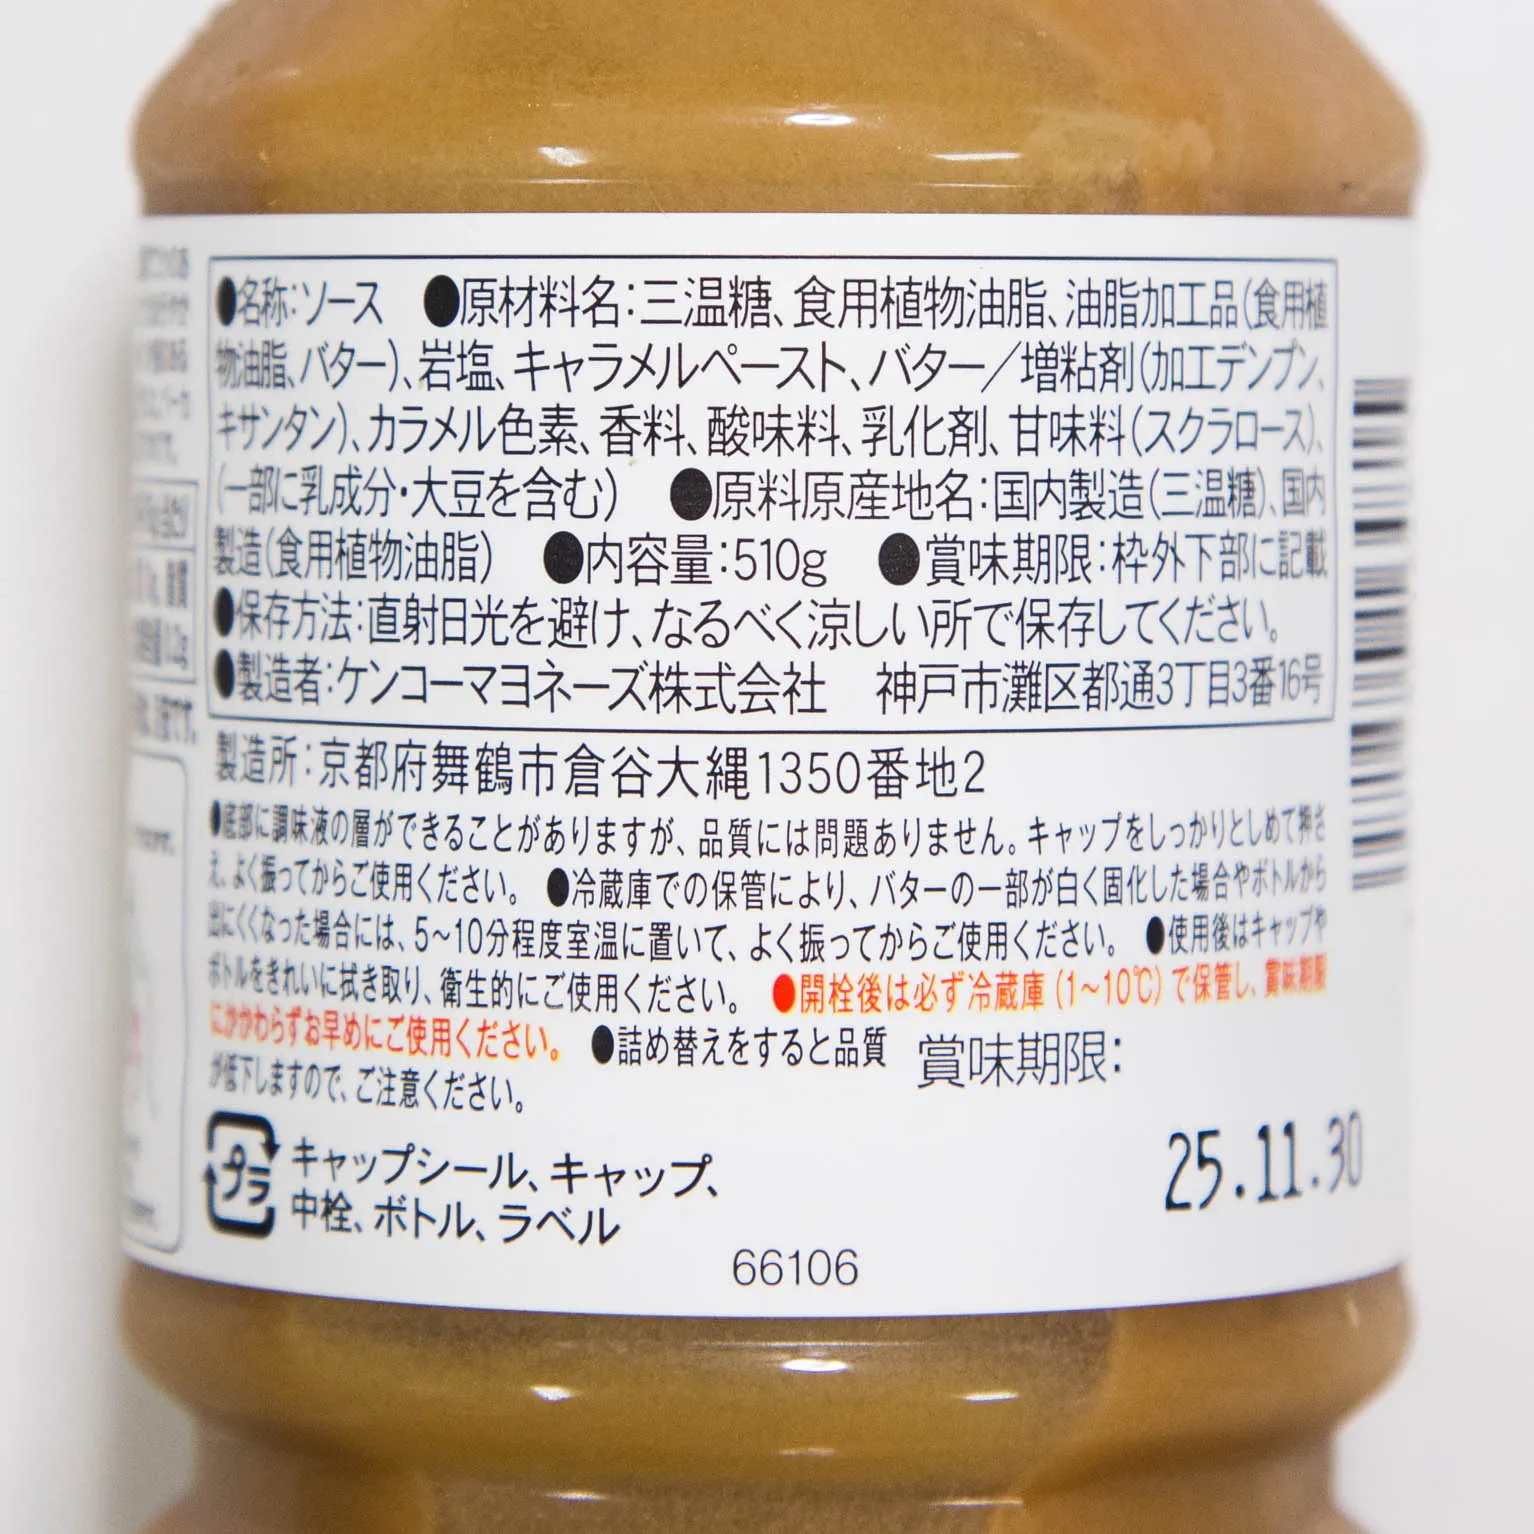 ●名称:ソース ●原材料名:三温糖、食用植物油脂、油脂加工品(食用植
物油脂、バター)、岩塩、キャラメルペースト、バター／増粘剤(加工デンプン、
キサンタン)、カラメル色素、香料、酸味料、乳化剤、甘味料(スクラロース)、
(一部に乳成分・大豆を含む) ●原料原産地名:国内製造(三温糖)、国内
製造(食用植物油脂) ●内容量:510g ●賞味期限:枠外下部に記載
●保存方法:直射日光を避け、なるべく涼しい所で保存してください。
●製造者:ケンコーマヨネーズ株式会社 神戸市灘区都通3丁目3番16号
製造所:京都府舞鶴市倉谷大縄1350番地2
●底部に調味液の層ができることがありますが、品質には問題ありません。キャップをしっかりとしめて押さ
え、よく振ってからご使用ください。 ●冷蔵庫での保管により、バターの一部が白く固化した場合やボトルから
出にくくなった場合には、5~10分程度室温に置いて、よく振ってからご使用ください。 ●使用後はキャップや
ボトルをきれいに拭き取り、衛生的にご使用ください。 ●開栓後は必ず冷蔵庫(1~10℃)で保管し、賞味期限
にかかわらずお早めにご使用ください。 ●詰め替えをすると品質
が低下しますので、ご注意ください。
賞味期限:
25.11.30
プラ
キャップシール、キャップ、
中栓、ボトル、ラベル
66106